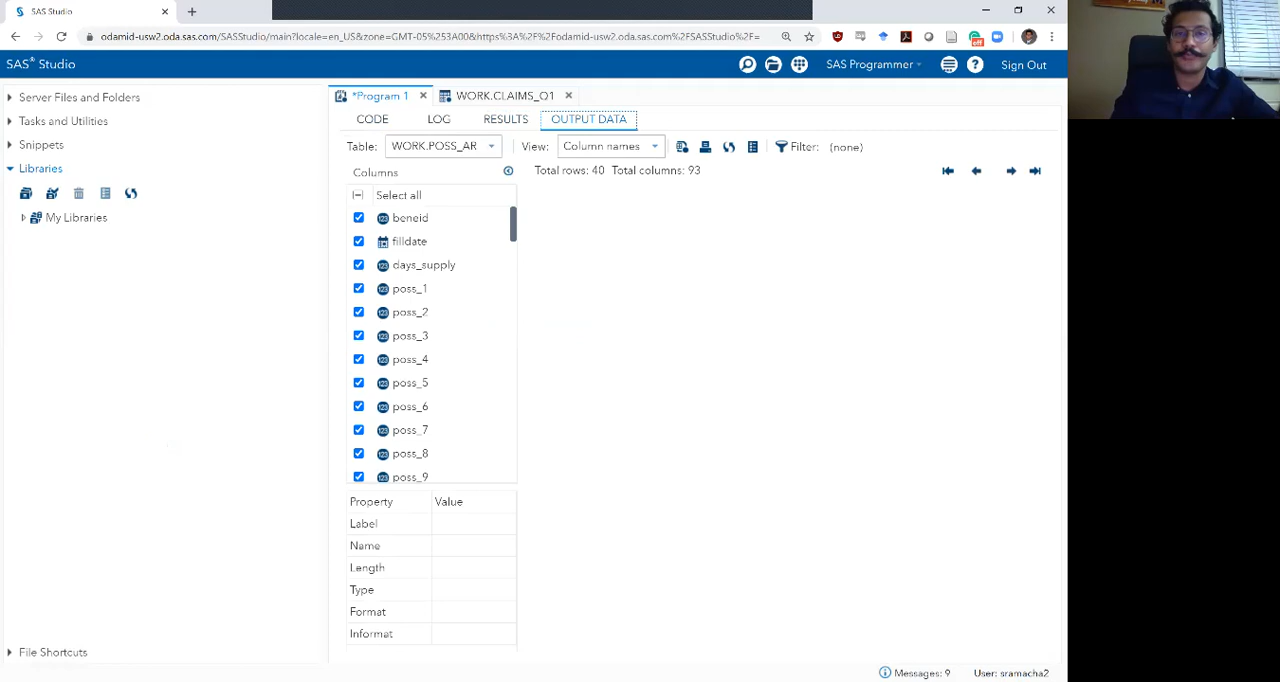 SAS Studio
odamid-usw2.oda.sas.com/SASStudio/main?locale=en_US&zone=GMT-05%253A00&https%3A%2F%2Fodamid-usw2.oda.sas.com%2FSASStudio%2F=
SAS® Studio
SAS Programmer
Sign Out
Server Files and Folders
Tasks and Utilities
Snippets
Libraries
My Libraries
File Shortcuts
*Program 1
WORK.CLAIMS_Q1
CODE
LOG
RESULTS
OUTPUT DATA
Table: WORK.POSS_AR
View: Column names
Filter: (none)
Columns
Total rows: 40 Total columns: 93
Select all
beneid
filldate
days_supply
poss_1
poss_2
poss_3
poss_4
poss_5
poss_6
poss_7
poss_8
poss_9
Property Value
Label
Name
Length
Type
Format
Informat
Messages: 9
User: sramacha2